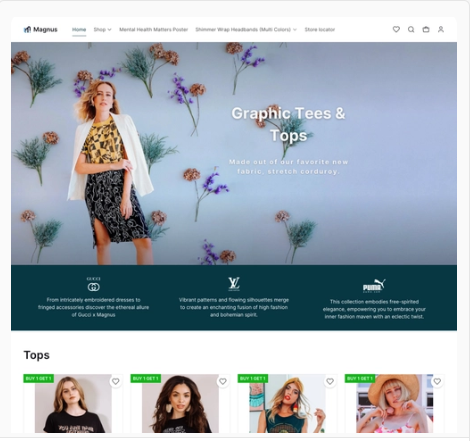 Magnus
Home Shop Mental Health Matters-Poster Shimmer Wrap Headbands (Multi Colors) Store locator
Graphic Tees &
Tops
Made out of our favorite new
fabric, stretch corduroy.
GUCCI
From intricately embroidered dresses to
fringed accessories discover the ethereal allure
of Gucci x Magnus
Vibrant patterns and flowing silhouettes merge
to create an enchanting fusion of high fashion
and bohemian spirit.
PUMA
This collection embodies free-spirited
elegance, empowering you to embrace your
inner fashion maven with an eclectic twist.
Tops
BUY 1 GET 1
BUY 1 GET 1
BUY 1 GET 1
BUY 1 GET 1